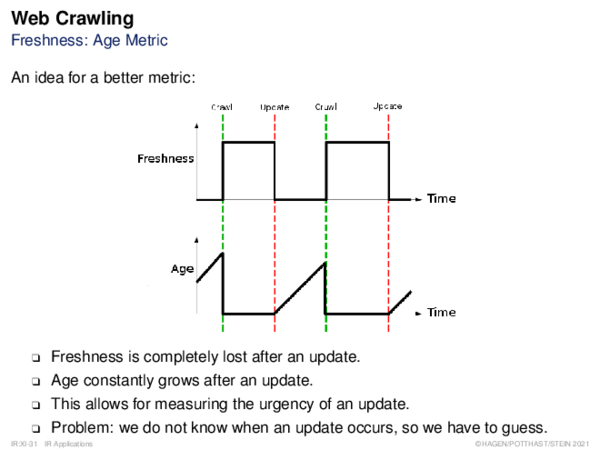 Web Crawling
Freshness: Age Metric
An idea for a better metric:
Crawl Update Crawl Update
Freshness
Time
Age
Time
❑ Freshness is completely lost after an update.
❑ Age constantly grows after an update.
❑ This allows for measuring the urgency of an update.
❑ Problem: we do not know when an update occurs, so we have to guess.
IR:XI-31 IR Applications ©HAGEN/POTTHAST/STEIN 2021